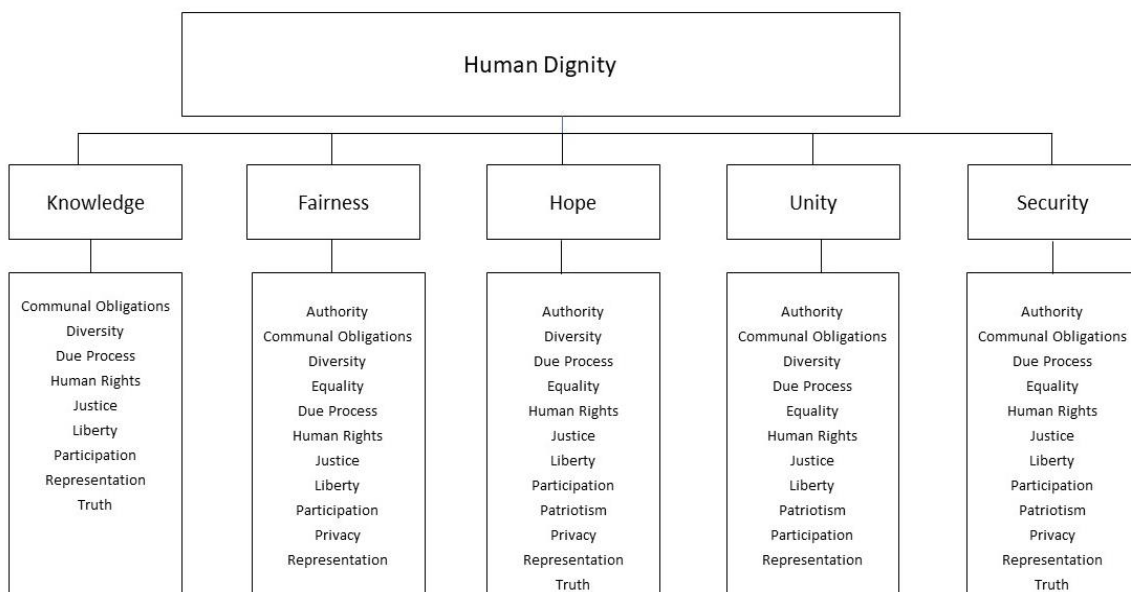 Human Dignity
Knowledge
Fairness
Hope
Unity
Security
Communal Obligations
Diversity
Due Process
Human Rights
Justice
Liberty
Participation
Representation
Truth
Authority
Communal Obligations
Diversity
Equality
Due Process
Human Rights
Justice
Liberty
Participation
Privacy
Representation
Authority
Diversity
Due Process
Equality
Human Rights
Justice
Liberty
Participation
Patriotism
Privacy
Representation
Truth
Authority
Communal Obligations
Diversity
Due Process
Equality
Human Rights
Justice
Liberty
Patriotism
Participation
Representation
Authority
Communal Obligations
Due Process
Equality
Human Rights
Justice
Liberty
Participation
Patriotism
Privacy
Representation
Truth